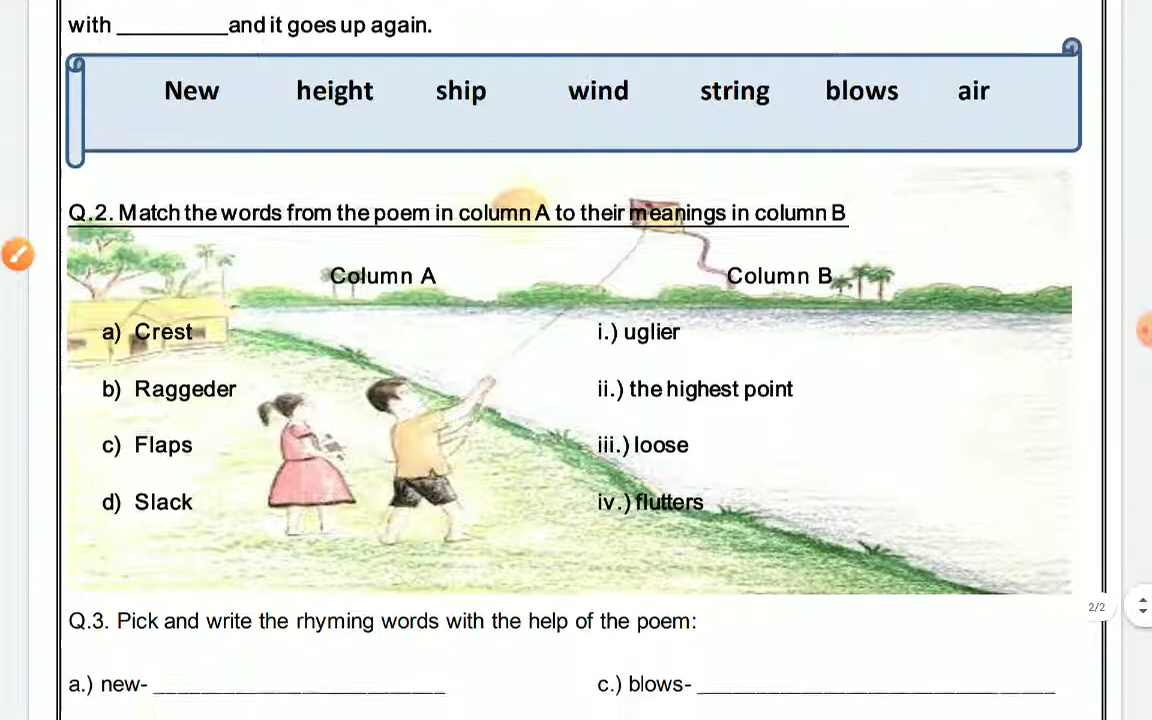 with _________and it goes up again.
New height ship wind string blows air
Q.2. Match the words from the poem in column A to their meanings in column B
Column A Column B
a) Crest i.) uglier
b) Raggeder ii.) the highest point
c) Flaps iii.) loose
d) Slack iv.) flutters
2/2
Q.3. Pick and write the rhyming words with the help of the poem:
a.) new- ________________________ c.) blows- _____________________________